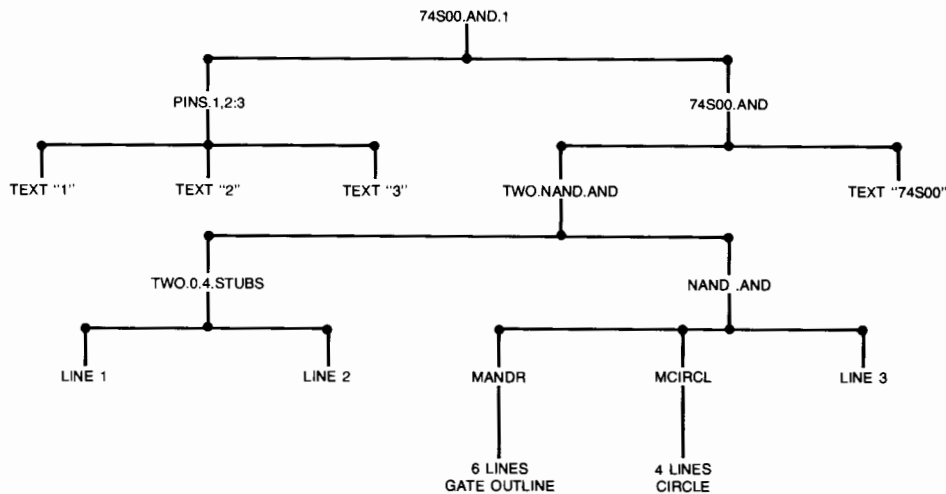 74S00.AND.1
PINS.1,2:3
74S00.AND
TEXT "1"
TEXT "2"
TEXT "3"
TWO.NAND.AND
TEXT "74S00"
TWO.0.4.STUBS
NAND .AND
LINE 1
LINE 2
MANDR
MCIRCL
LINE 3
6 LINES
GATE OUTLINE
4 LINES
CIRCLE